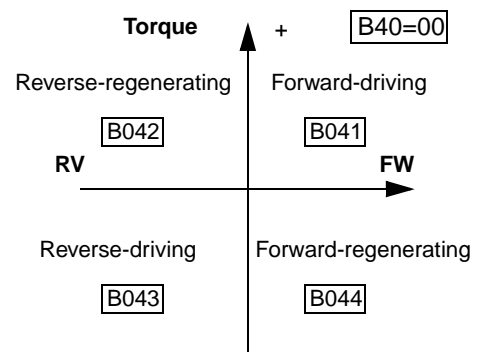 Torque + B40=00
Reverse-regenerating Forward-driving
B042 B041
RV FW
Reverse-driving Forward-regenerating
B043 B044